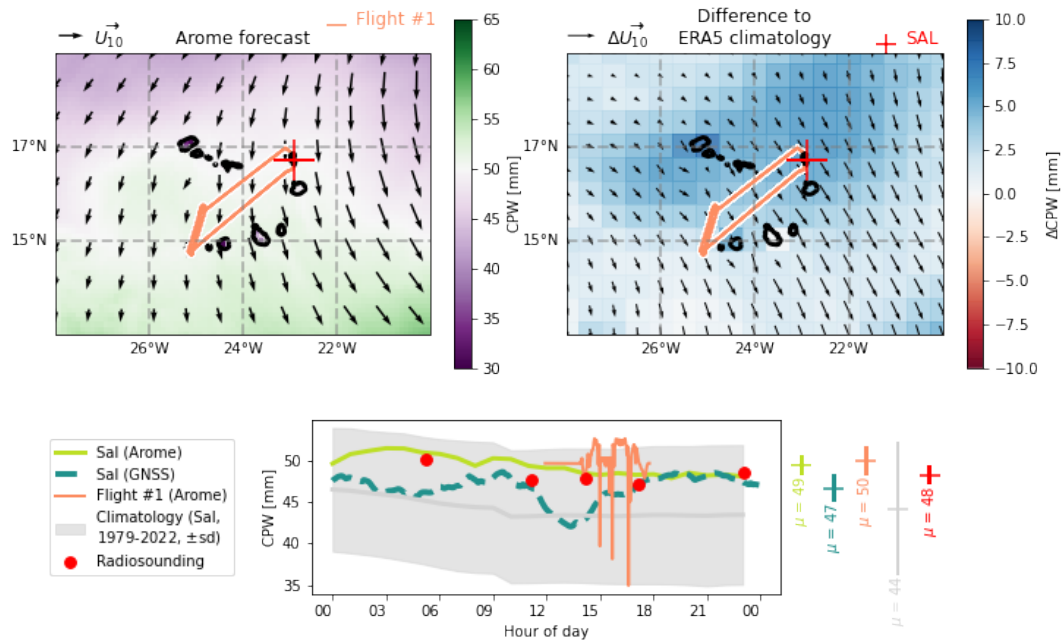 U10
Arome forecast
Flight #1
17°N
15°N
26°W 24°W 22°W
65
60
55
50
45
40
35
30
CPW [mm]
ΔU10
Difference to
ERA5 climatology
SAL
17°N
15°N
26°W 24°W 22°W
10.0
7.5
5.0
2.5
0.0
−2.5
−5.0
−7.5
−10.0
ΔCPW [mm]
Sal (Arome)
Sal (GNSS)
Flight #1 (Arome)
Climatology (Sal,
1979-2022, ±sd)
Radiosounding
CPW [mm]
50
45
40
35
00 03 06 09 12 15 18 21 00
Hour of day
μ = 49
μ = 47
μ = 50
μ = 44
μ = 48